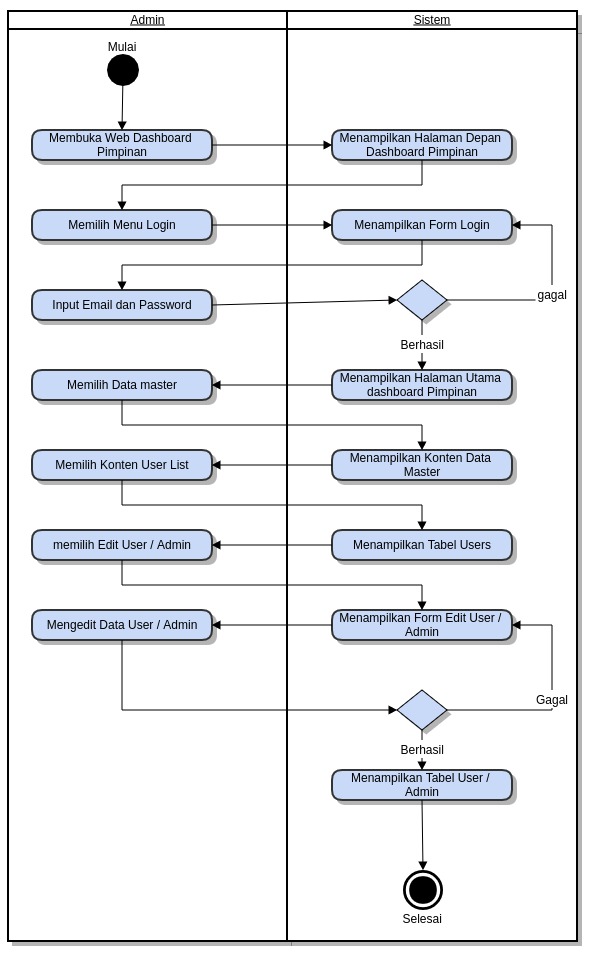 Admin
Sistem
Mulai
Membuka Web Dashboard
Pimpinan
Menampilkan Halaman Depan
Dashboard Pimpinan
Memilih Menu Login
Menampilkan Form Login
Input Email dan Password
gagal
Berhasil
Memilih Data master
Menampilkan Halaman Utama
dashboard Pimpinan
Memilih Konten User List
Menampilkan Konten Data
Master
memilih Edit User / Admin
Menampilkan Tabel Users
Mengedit Data User / Admin
Menampilkan Form Edit User /
Admin
Gagal
Berhasil
Menampilkan Tabel User /
Admin
Selesai